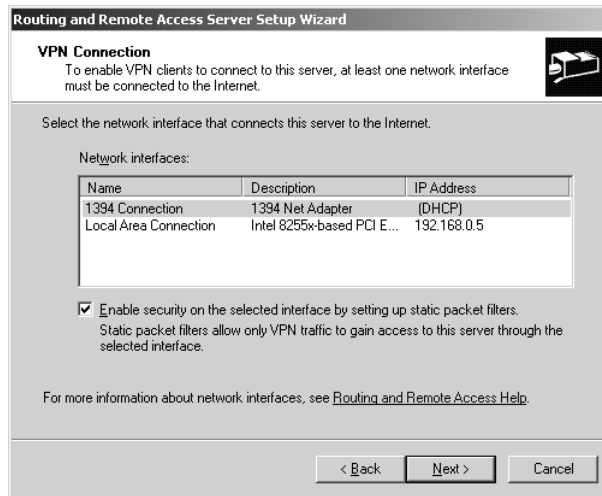 Routing and Remote Access Server Setup Wizard
VPN Connection
To enable VPN clients to connect to this server, at least one network interface
must be connected to the Internet.
Select the network interface that connects this server to the Internet.
Network interfaces:
Name Description IP Address
1394 Connection 1394 Net Adapter (DHCP)
Local Area Connection Intel 8255x-based PCI E... 192.168.0.5
Enable security on the selected interface by setting up static packet filters.
Static packet filters allow only VPN traffic to gain access to this server through the
selected interface.
For more information about network interfaces, see Routing and Remote Access Help.
< Back Next > Cancel